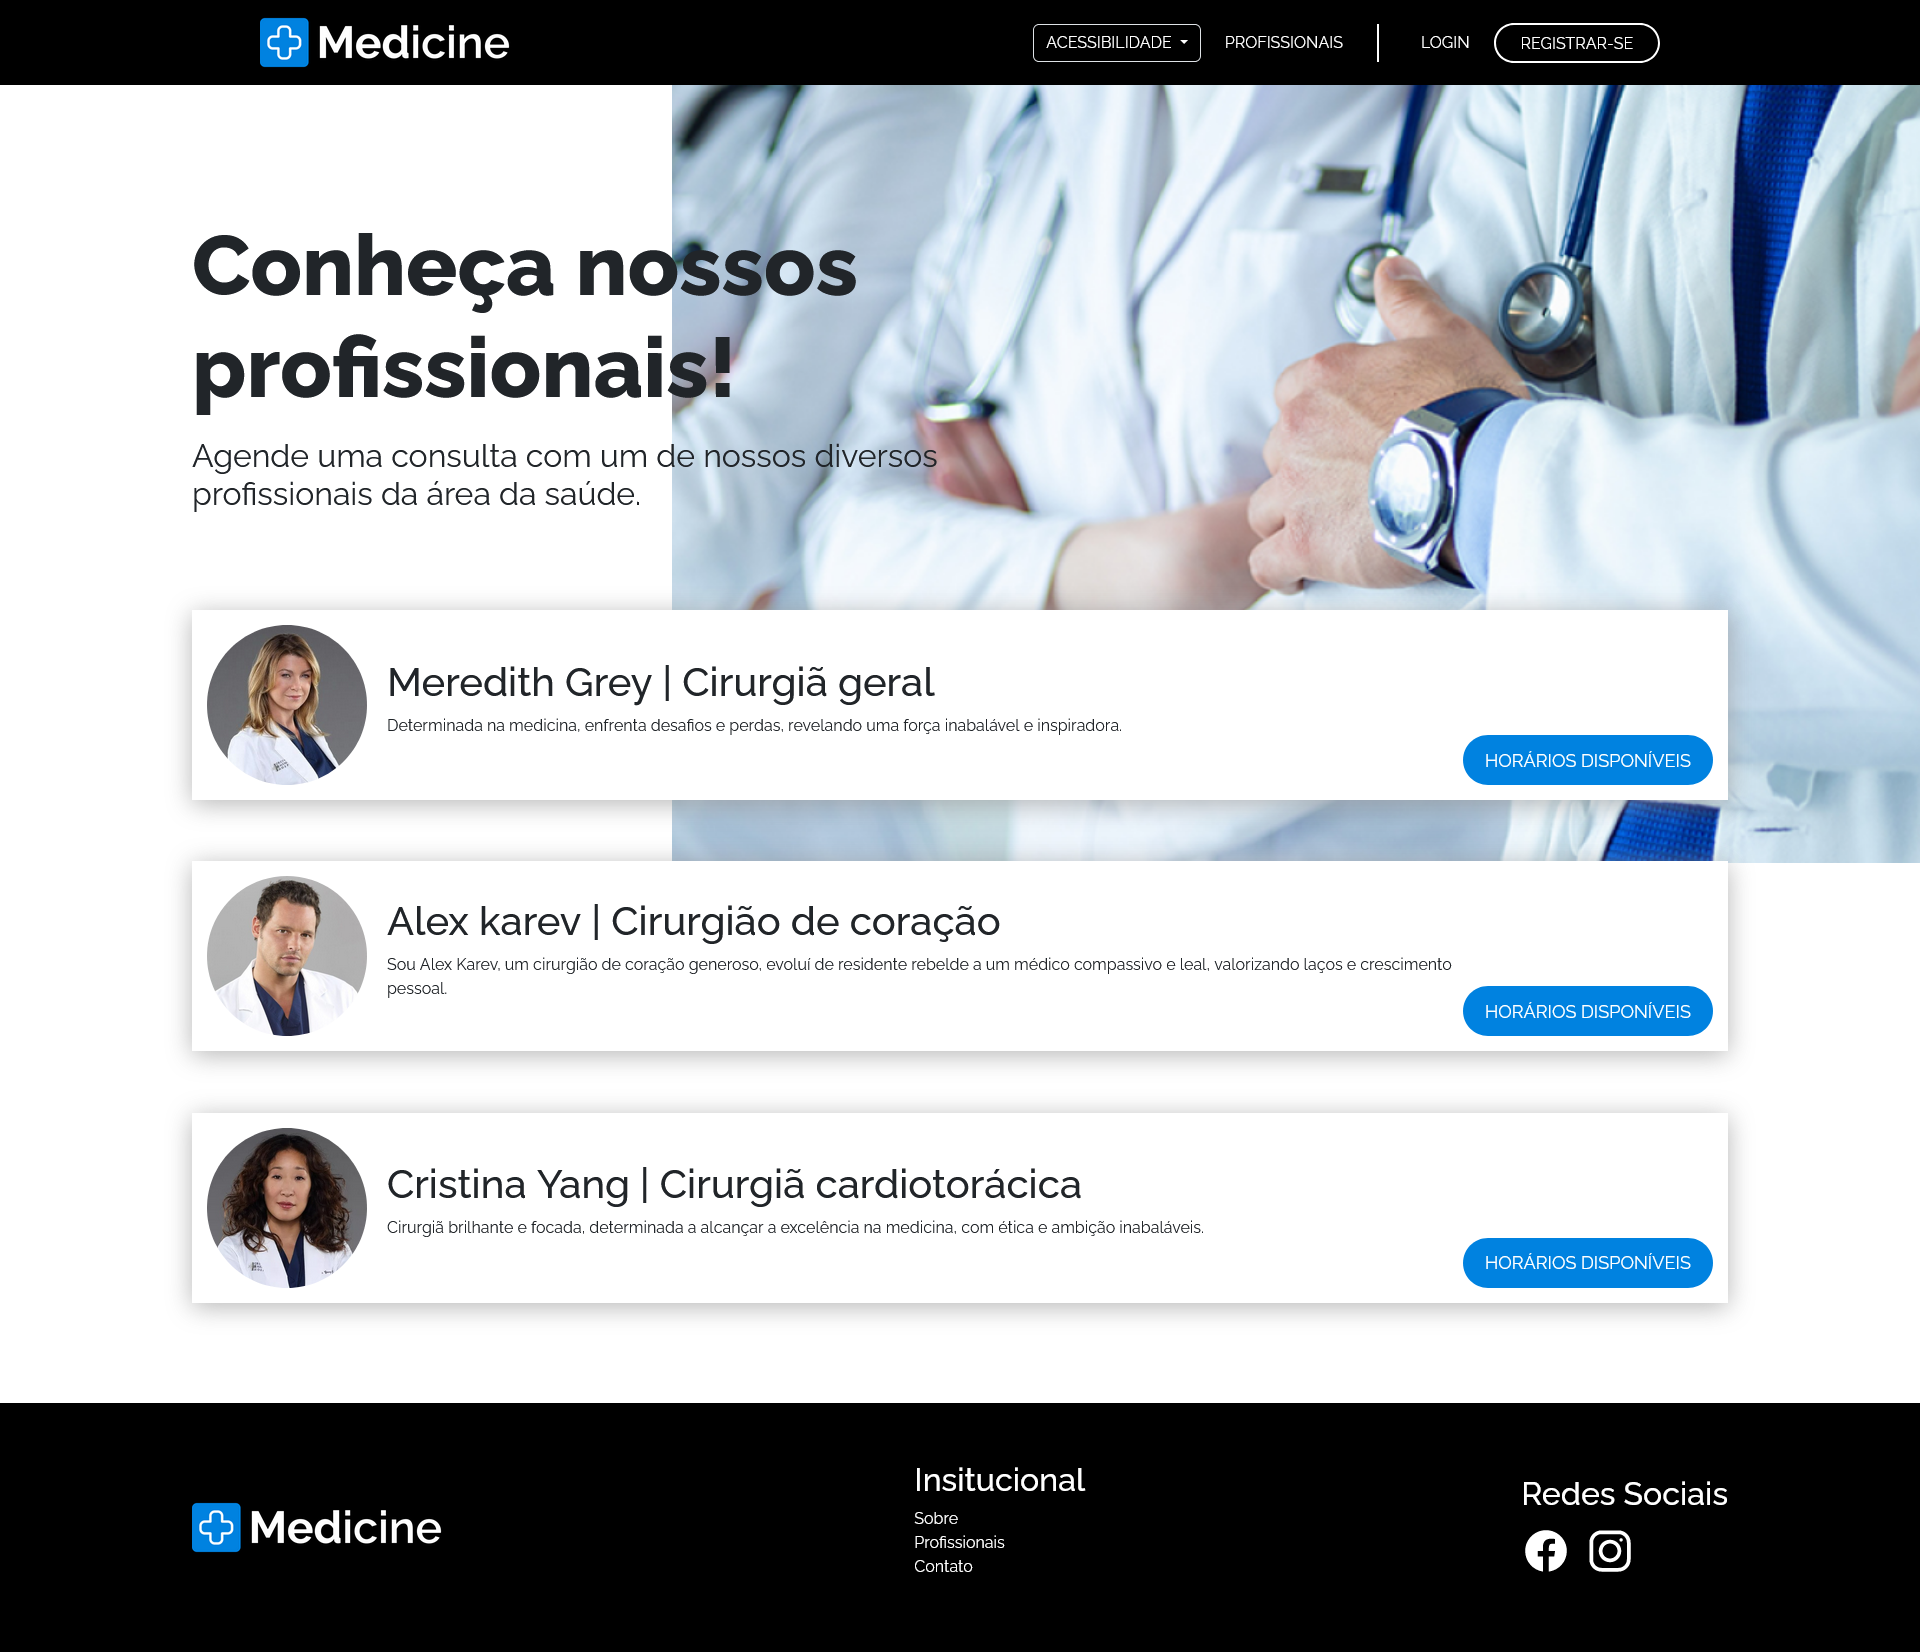 Medicine
ACESSIBILIDADE
PROFISSIONAIS
LOGIN
REGISTRAR-SE
Conheça nossos
profissionais!
Agende uma consulta com um de nossos diversos
profissionais da área da saúde.
Meredith Grey | Cirurgiã geral
Determinada na medicina, enfrenta desafios e perdas, revelando uma força inabalável e inspiradora.
HORÁRIOS DISPONÍVEIS
Alex karev | Cirurgião de coração
Sou Alex Karev, um cirurgião de coração generoso, evoluí de residente rebelde a um médico compassivo e leal, valorizando laços e crescimento
pessoal.
HORÁRIOS DISPONÍVEIS
Cristina Yang | Cirurgiã cardiotorácica
Cirurgiã brilhante e focada, determinada a alcançar a excelência na medicina, com ética e ambição inabaláveis.
HORÁRIOS DISPONÍVEIS
Medicine
Insitucional
Sobre
Profissionais
Contato
Redes Sociais